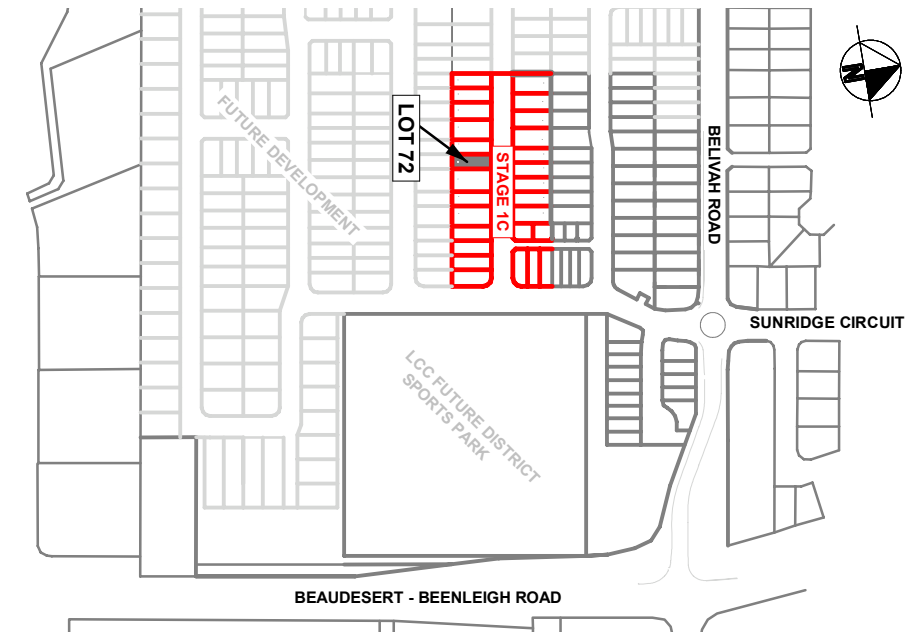 N
LOT 72
STAGE 1C
FUTURE DEVELOPMENT
BELIVAH ROAD
SUNRIDGE CIRCUIT
LCC FUTURE DISTRICT
SPORTS PARK
BEAUDESERT - BEENLEIGH ROAD